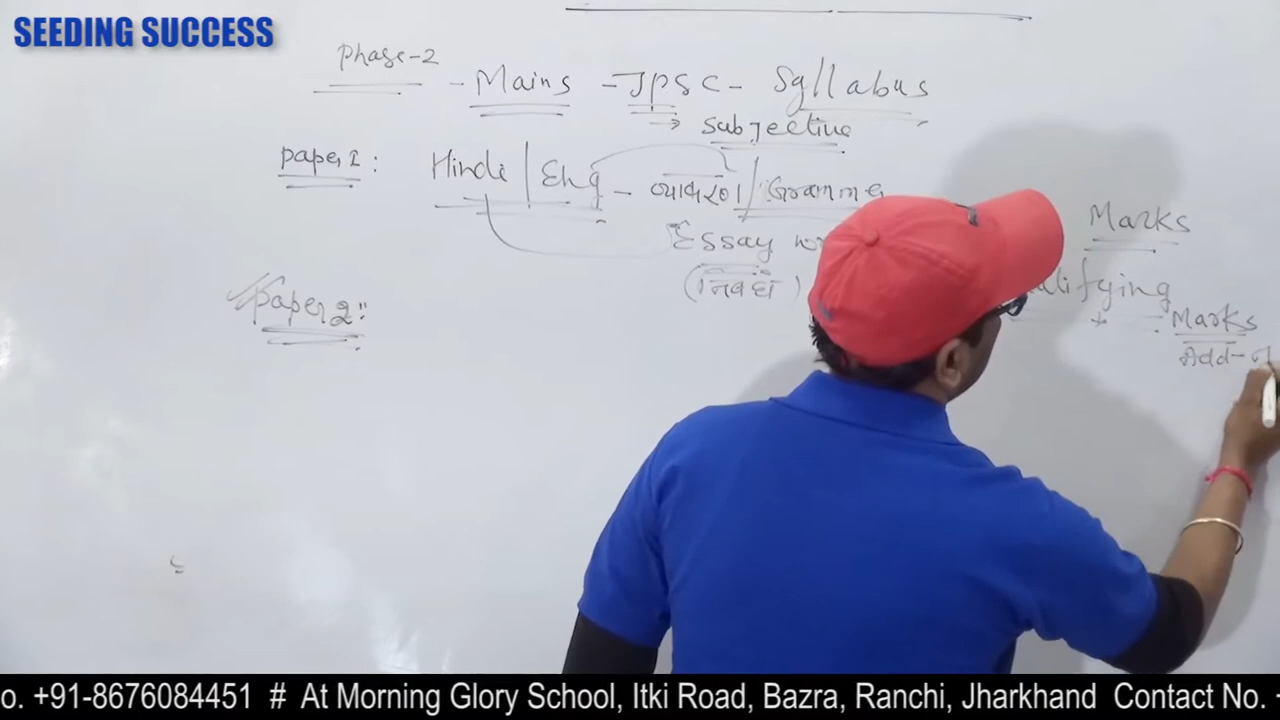 SEEDING SUCCESS
Phase-2 - Mains - JPSC - Syllabus
→ Subjective
Paper 1 : Hindi | Eng - व्याकरण / Gramme
Marks
Essay
(निबंध)
Paper 2 :
Marks
Add-
o. +91-8676084451 # At Morning Glory School, Itki Road, Bazra, Ranchi, Jharkhand Contact No.